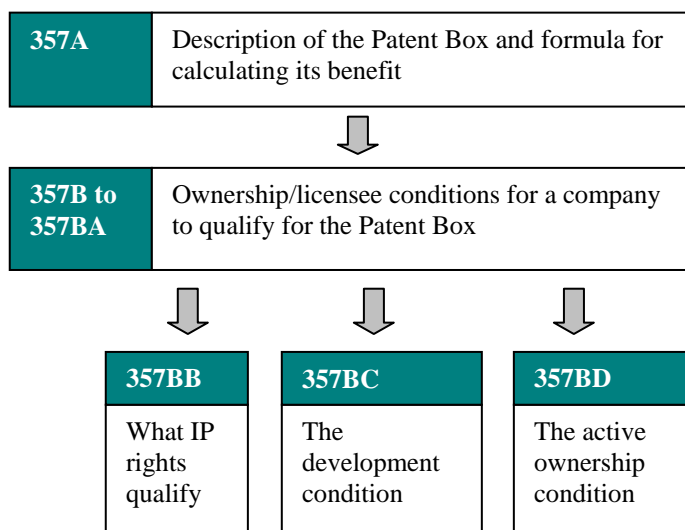 357A
Description of the Patent Box and formula for
calculating its benefit
357B to
357BA
Ownership/licensee conditions for a company
to qualify for the Patent Box
357BB
What IP
rights
qualify
357BC
The
development
condition
357BD
The active
ownership
condition